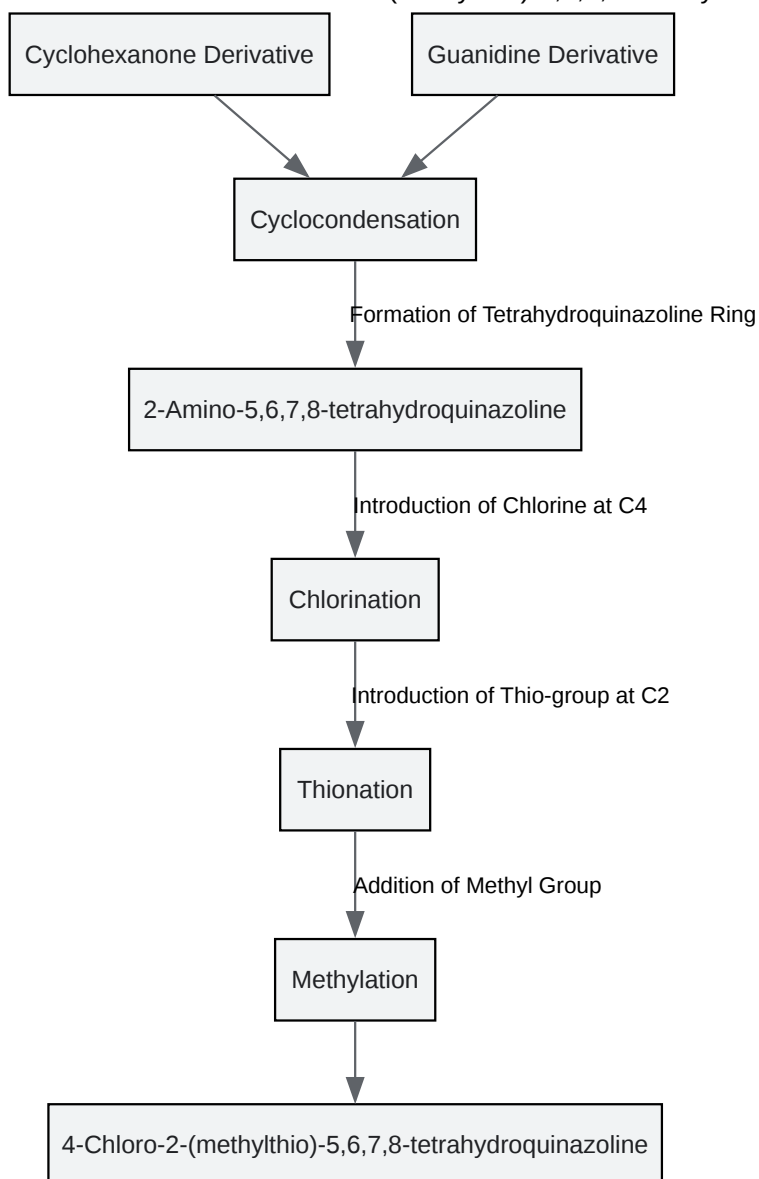 Cyclohexanone Derivative
Guanidine Derivative
Cyclocondensation
Formation of Tetrahydroquinazoline Ring
2-Amino-5,6,7,8-tetrahydroquinazoline
Introduction of Chlorine at C4
Chlorination
Introduction of Thio-group at C2
Thionation
Addition of Methyl Group
Methylation
4-Chloro-2-(methylthio)-5,6,7,8-tetrahydroquinazoline